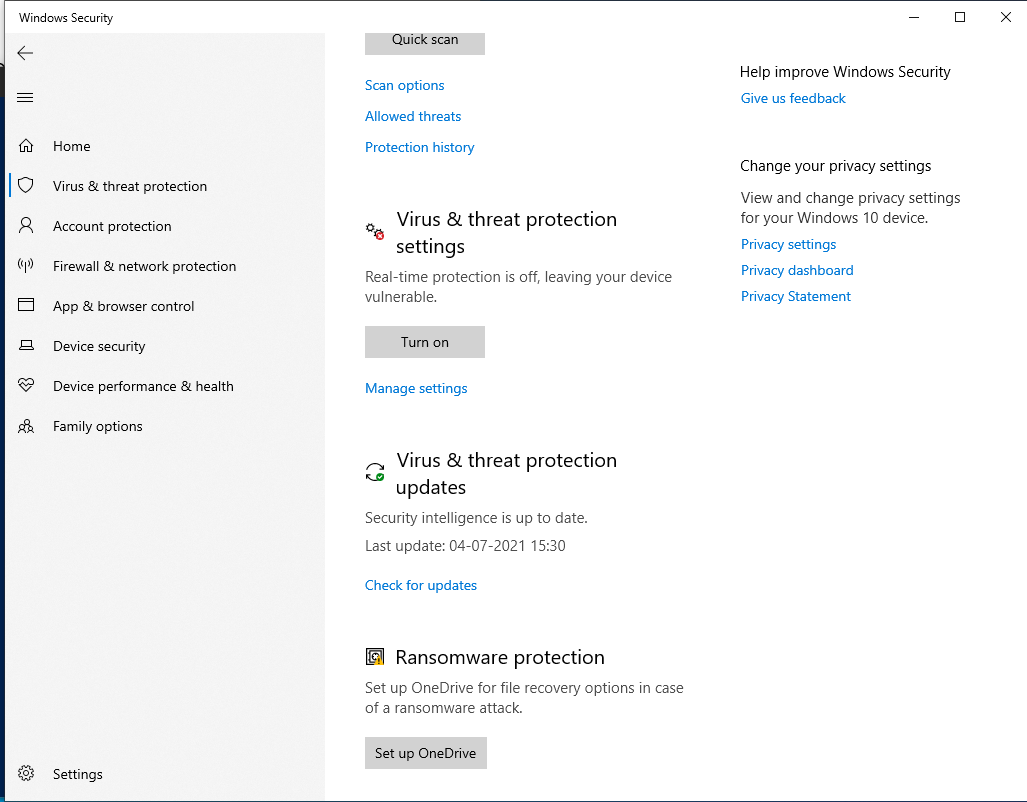 Windows Security
Home
Virus & threat protection
Account protection
Firewall & network protection
App & browser control
Device security
Device performance & health
Family options
Settings
Quick scan
Scan options
Allowed threats
Protection history
Virus & threat protection
settings
Real-time protection is off, leaving your device
vulnerable.
Turn on
Manage settings
Virus & threat protection
updates
Security intelligence is up to date.
Last update: 04-07-2021 15:30
Check for updates
Ransomware protection
Set up OneDrive for file recovery options in case
of a ransomware attack.
Set up OneDrive
Help improve Windows Security
Give us feedback
Change your privacy settings
View and change privacy settings
for your Windows 10 device.
Privacy settings
Privacy dashboard
Privacy Statement